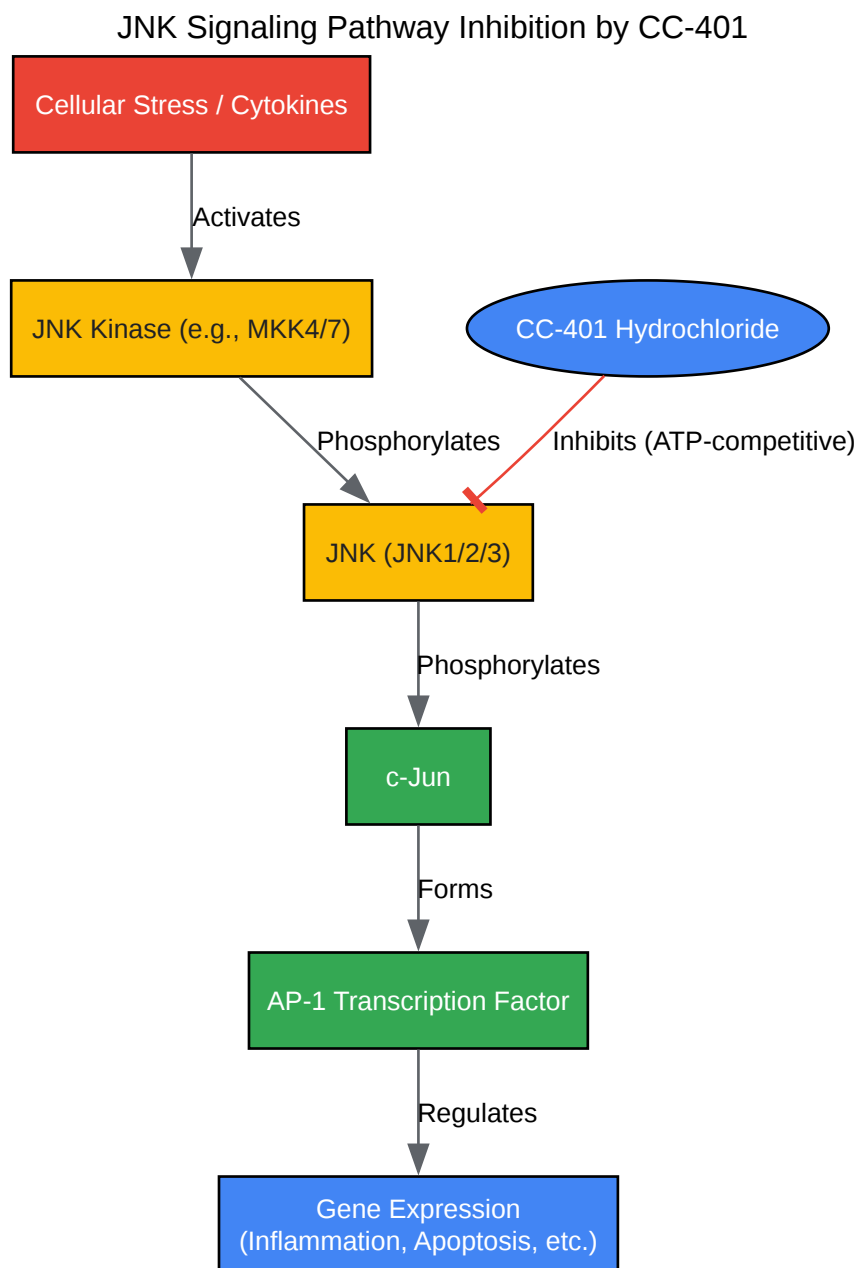 JNK Signaling Pathway Inhibition by CC-401
Cellular Stress / Cytokines
Activates
JNK Kinase (e.g., MKK4/7)
CC-401 Hydrochloride
Phosphorylates
Inhibits (ATP-competitive)
JNK (JNK1/2/3)
Phosphorylates
c-Jun
Forms
AP-1 Transcription Factor
Regulates
Gene Expression
(Inflammation, Apoptosis, etc.)